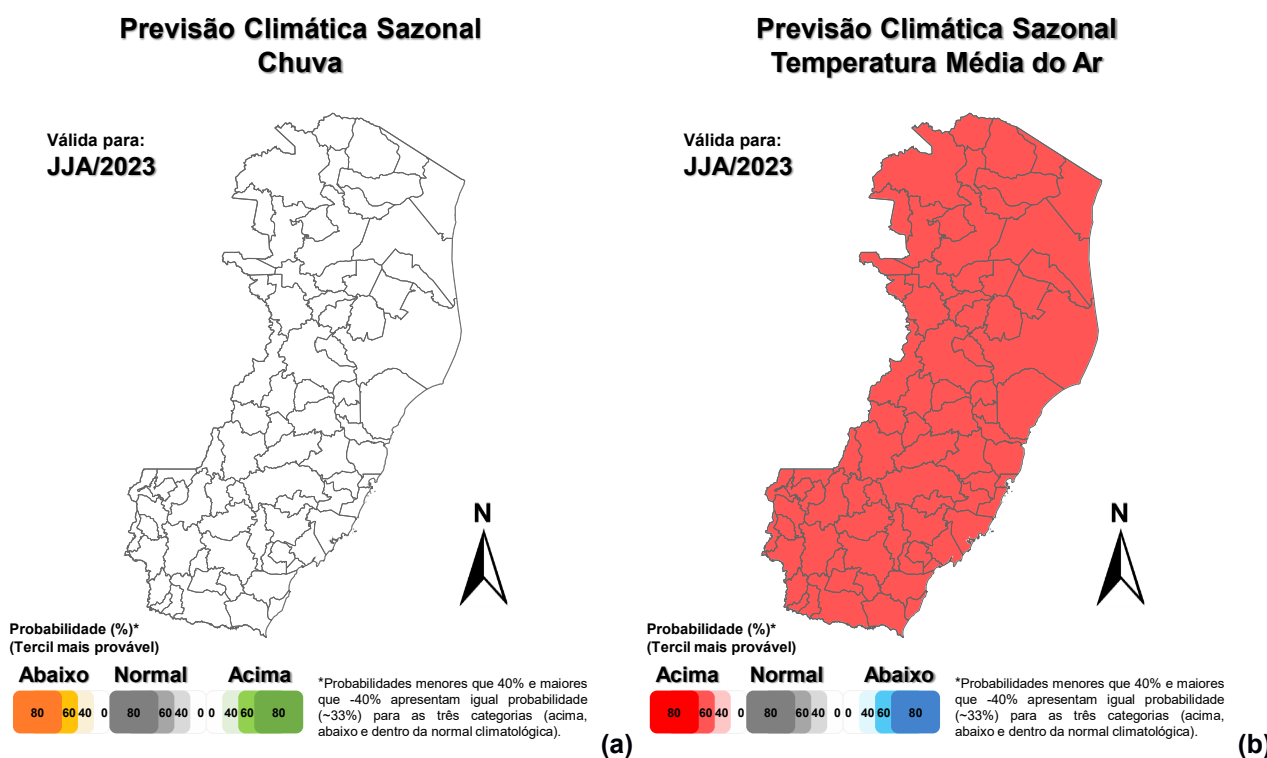 Previsão Climática Sazonal
Chuva
Válida para:
JJA/2023
N
Probabilidade (%)*
(Tercil mais provável)
Abaixo Normal Acima
80 60 40 0 80 60 40 0 0 40 60 80
*Probabilidades menores que 40% e maiores
que -40% apresentam igual probabilidade
(~33%) para as três categorias (acima,
abaixo e dentro da normal climatológica).
(a)
Previsão Climática Sazonal
Temperatura Média do Ar
Válida para:
JJA/2023
N
Probabilidade (%)*
(Tercil mais provável)
Acima Normal Abaixo
80 60 40 0 80 60 40 0 0 40 60 80
*Probabilidades menores que 40% e maiores
que -40% apresentam igual probabilidade
(~33%) para as três categorias (acima,
abaixo e dentro da normal climatológica).
(b)